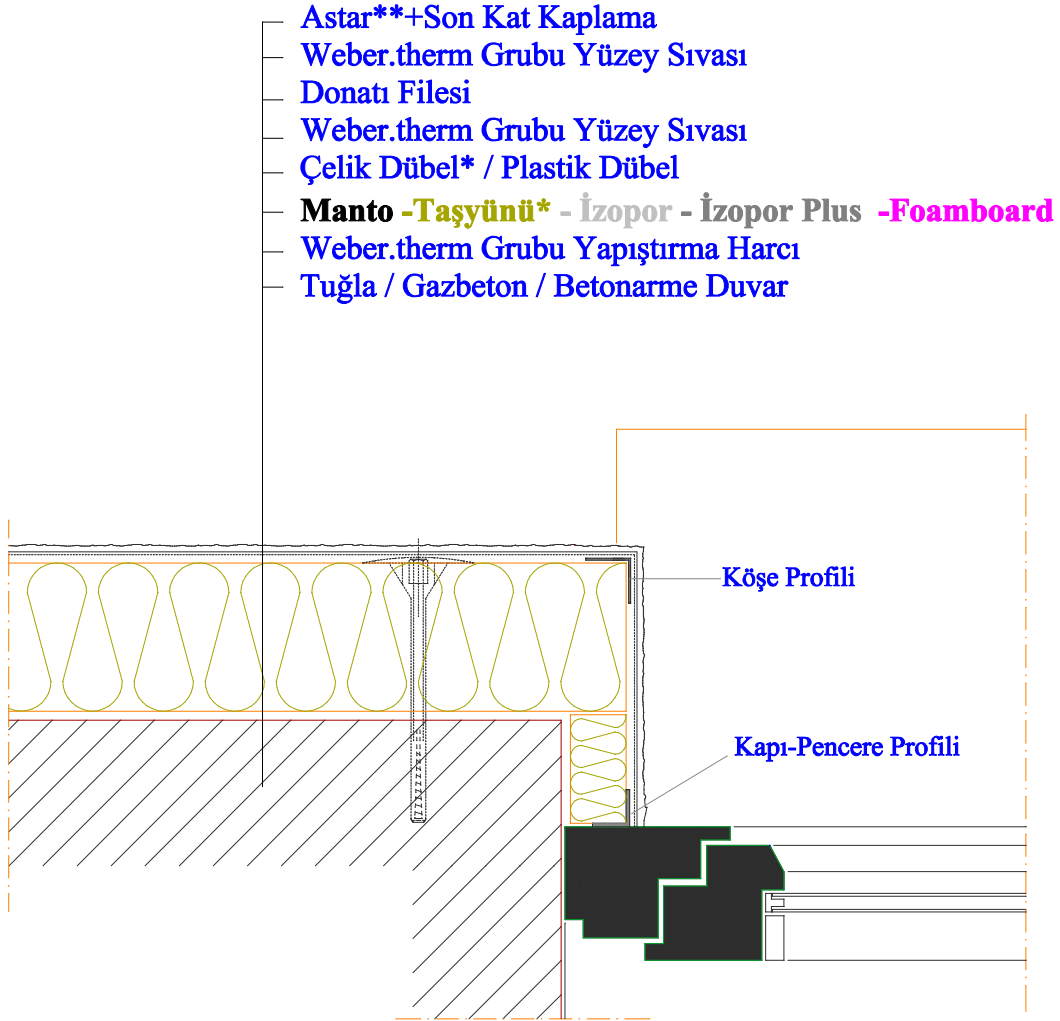 Astar**+Son Kat Kaplama
Weber.therm Grubu Yüzey Sıvası
Donatı Filesi
Weber.therm Grubu Yüzey Sıvası
Çelik Dübel* / Plastik Dübel
Manto -Taşyünü* - İzopor - İzopor Plus -Foamboard
Weber.therm Grubu Yapıştırma Harcı
Tuğla / Gazbeton / Betonarme Duvar
Köşe Profili
Kapı-Pencere Profili